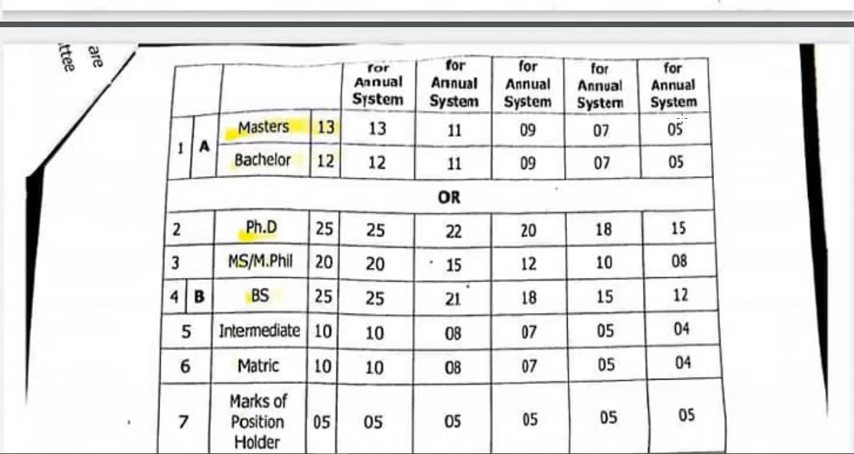 are
ttee
for Annual System for Annual System for Annual System for Annual System for Annual System
1 A Masters 13 13 11 09 07 05
Bachelor 12 12 11 09 07 05
OR
2 Ph.D 25 25 22 20 18 15
3 MS/M.Phil 20 20 15 12 10 08
4 B BS 25 25 21 18 15 12
5 Intermediate 10 10 08 07 05 04
6 Matric 10 10 08 07 05 04
7 Marks of Position Holder 05 05 05 05 05 05